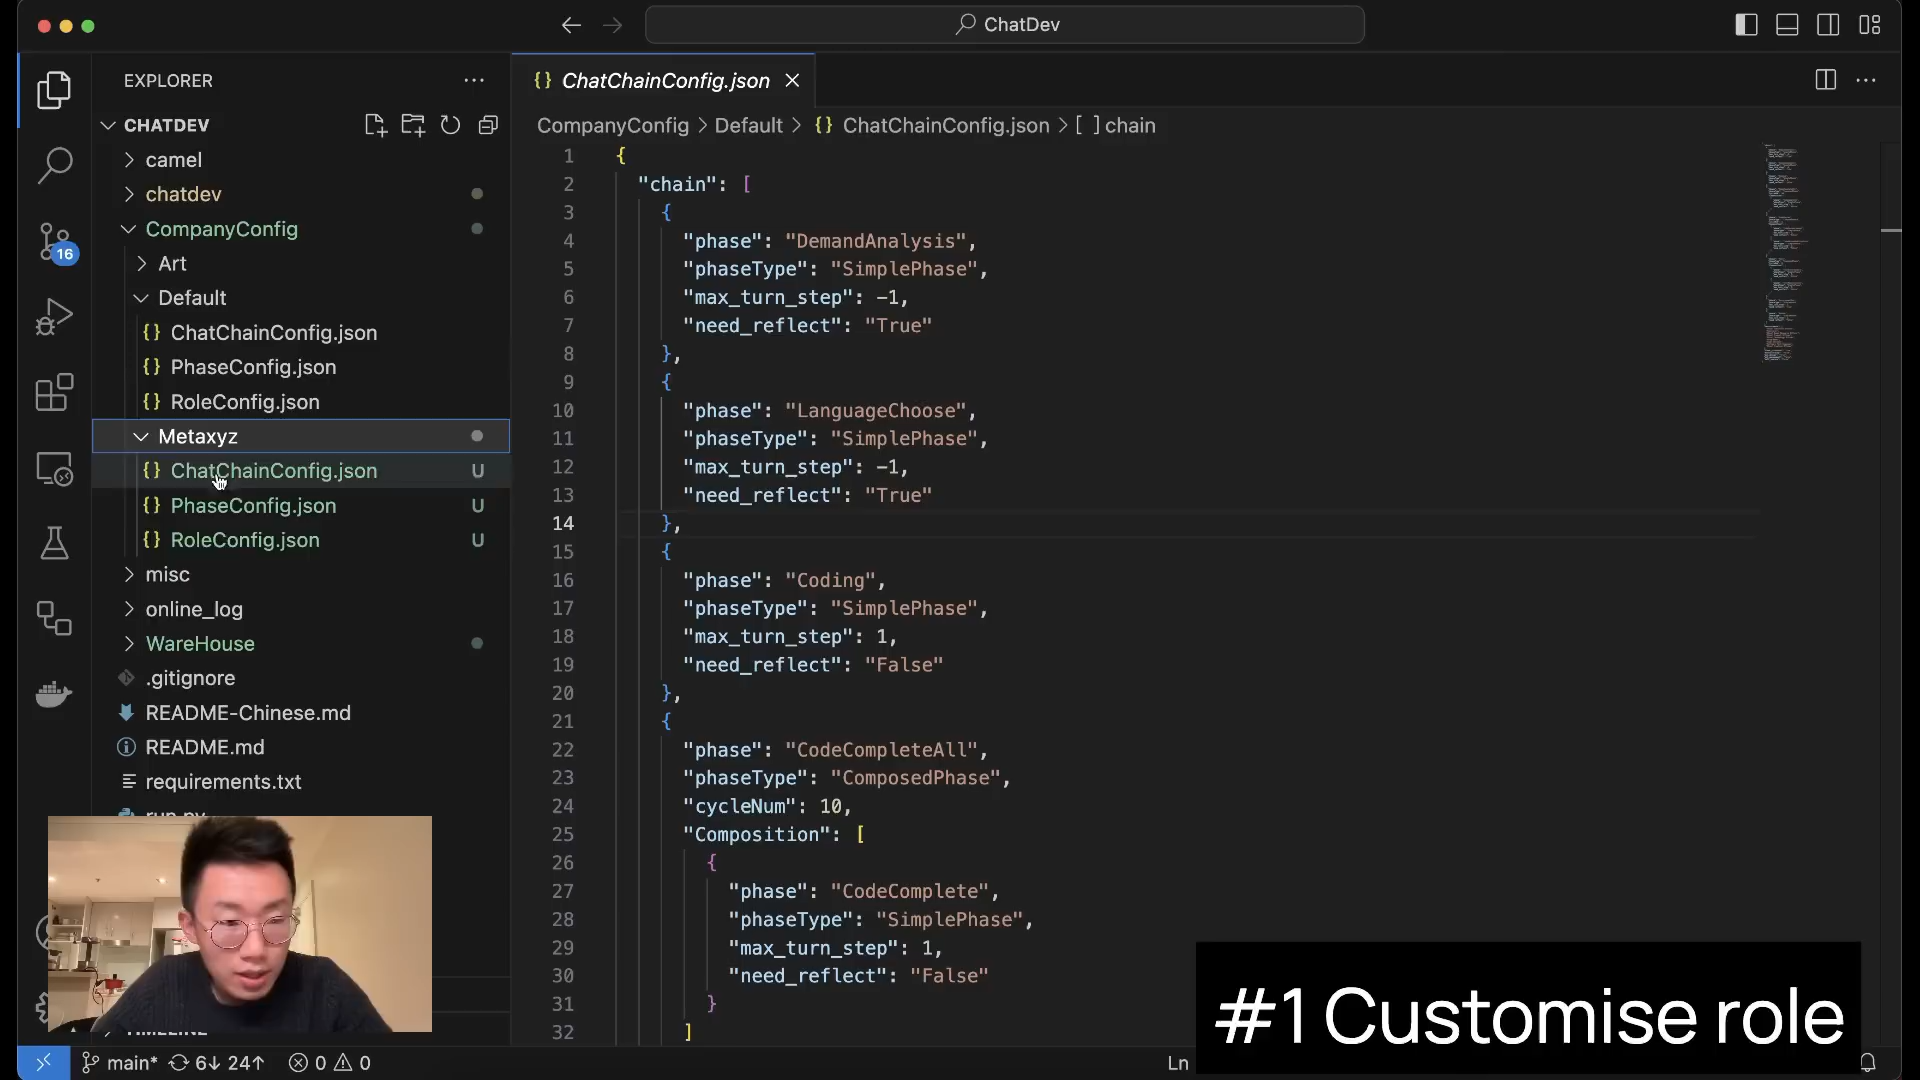 ChatDev
EXPLORER
CHATDEV
camel
chatdev
CompanyConfig
Art
Default
{} ChatChainConfig.json
{} PhaseConfig.json
{} RoleConfig.json
Metaxyz
{} ChatChainConfig.json U
{} PhaseConfig.json U
{} RoleConfig.json U
misc
online_log
WareHouse
.gitignore
README-Chinese.md
README.md
requirements.txt
run.py
TIMELINE
16
{} ChatChainConfig.json
CompanyConfig > Default > {} ChatChainConfig.json > [ ] chain
1 {
2 "chain": [
3 {
4 "phase": "DemandAnalysis",
5 "phaseType": "SimplePhase",
6 "max_turn_step": -1,
7 "need_reflect": "True"
8 },
9 {
10 "phase": "LanguageChoose",
11 "phaseType": "SimplePhase",
12 "max_turn_step": -1,
13 "need_reflect": "True"
14 },
15 {
16 "phase": "Coding",
17 "phaseType": "SimplePhase",
18 "max_turn_step": 1,
19 "need_reflect": "False"
20 },
21 {
22 "phase": "CodeCompleteAll",
23 "phaseType": "ComposedPhase",
24 "cycleNum": 10,
25 "Composition": [
26 {
27 "phase": "CodeComplete",
28 "phaseType": "SimplePhase",
29 "max_turn_step": 1,
30 "need_reflect": "False"
31 }
32 ]
#1 Customise role
main* 6↓ 24↑ 0 0 Ln